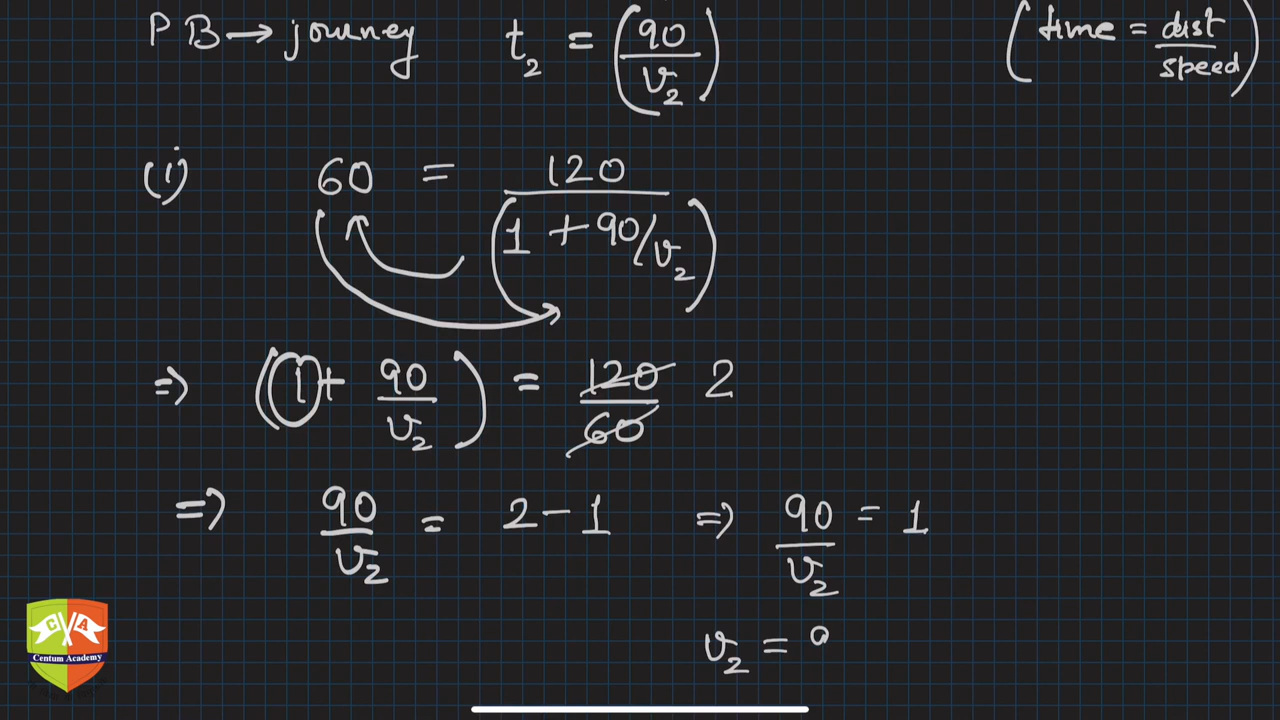 PB → journey t₂ = (90/v₂) (time = dist/speed)
(i) 60 = 120/(1 + 90/v₂)
⇒ (1 + 90/v₂) = 120/60 2
⇒ 90/v₂ = 2 - 1 ⇒ 90/v₂ = 1
v₂ =
C A
Centum Academy